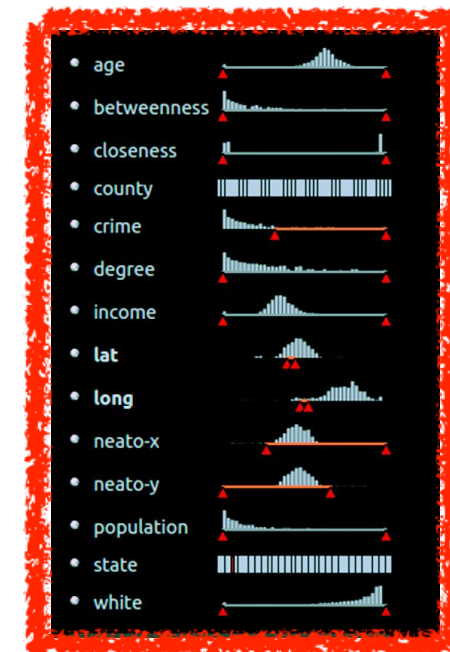 age
betweenness
closeness
county
crime
degree
income
lat
long
neato-x
neato-y
population
state
white